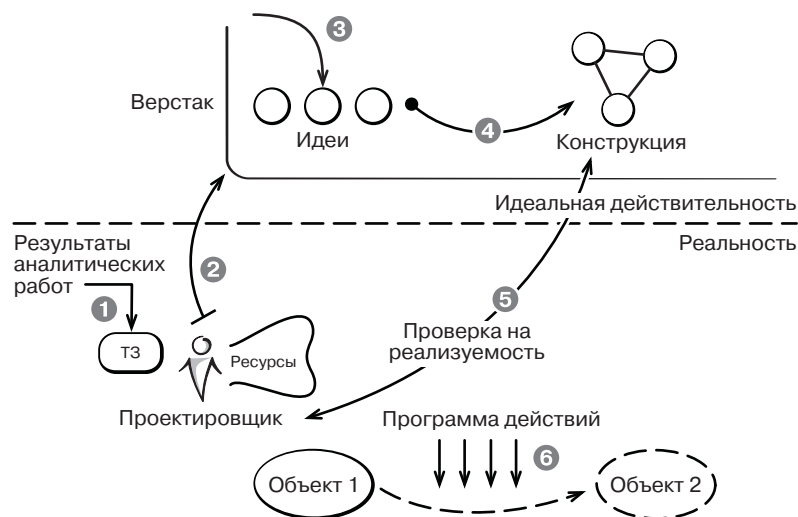 3
Верстак
Идеи
4
Конструкция
Идеальная действительность
Реальность
Результаты
аналитических
работ
1
2
5
ТЗ
Ресурсы
Проверка на
реализуемость
Проектировщик
Программа действий
6
Объект 1
Объект 2